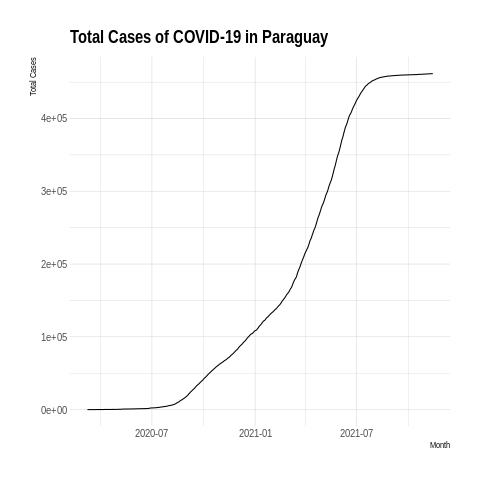 Total Cases of COVID-19 in Paraguay
Total Cases
4e+05
3e+05
2e+05
1e+05
0e+00
2020-07 2021-01 2021-07
Month